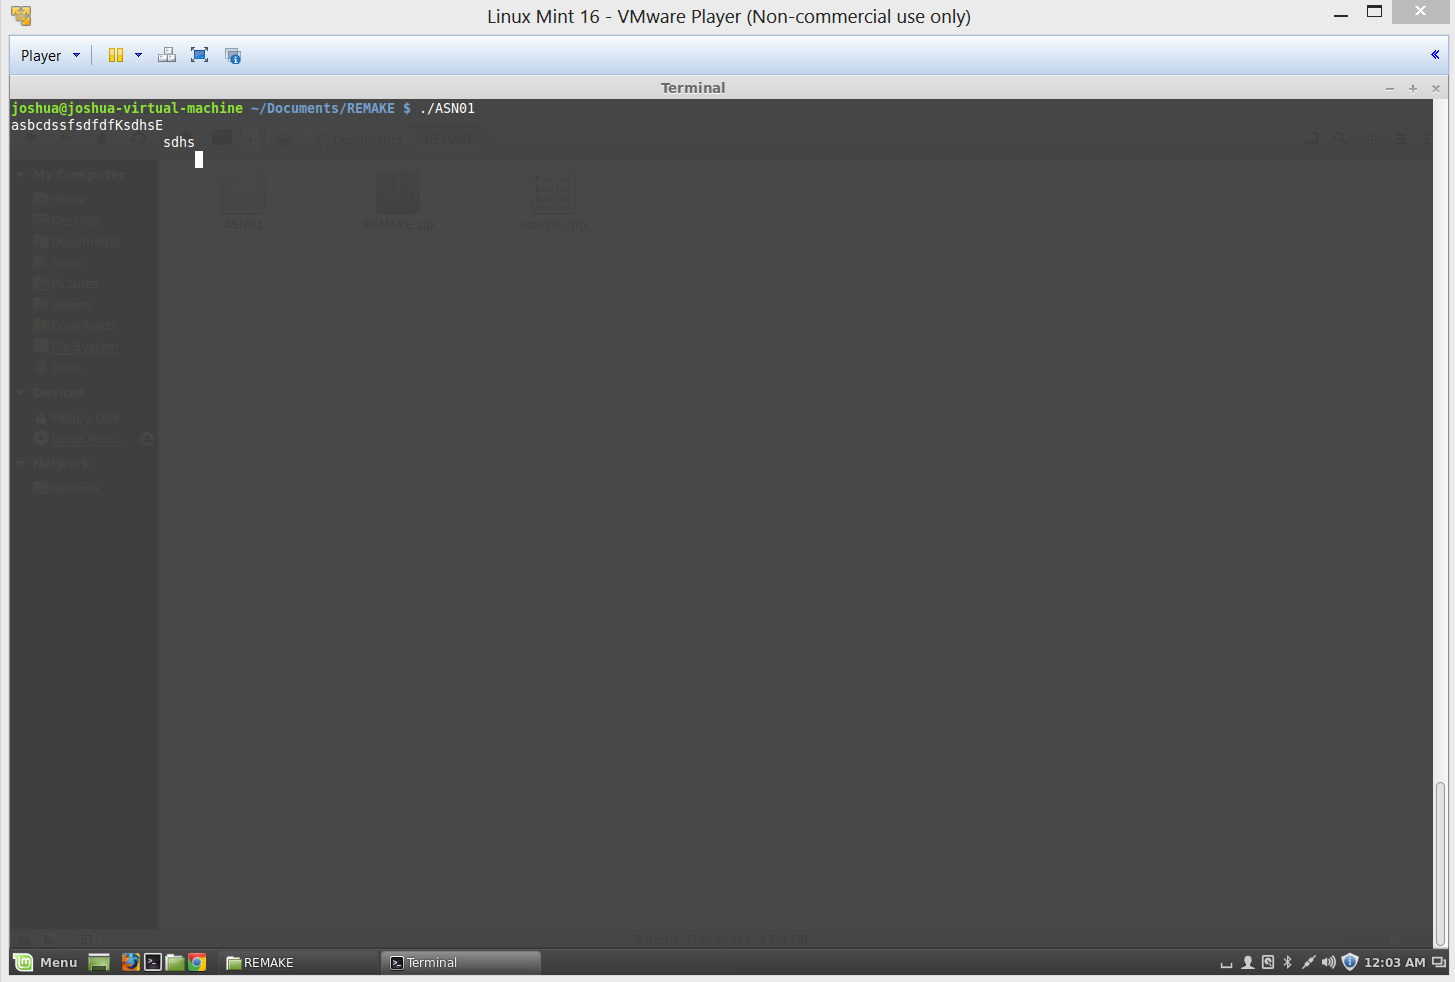 Linux Mint 16 - VMware Player (Non-commercial use only)
Player
Terminal
joshua@joshua-virtual-machine ~/Documents/REMAKE $ ./ASN01
asbcdssfsdfdfKsdhsE
sdhs
Documents REMAKE
My Computer
Home
Desktop
Documents
Music
Pictures
Videos
Downloads
File System
Trash
Devices
Floppy Disk
Linux Mint ...
Network
Network
ASN01 REMAKE.zip source.cpp
3 items, Free space: 13.0 GB
Menu REMAKE Terminal 12:03 AM